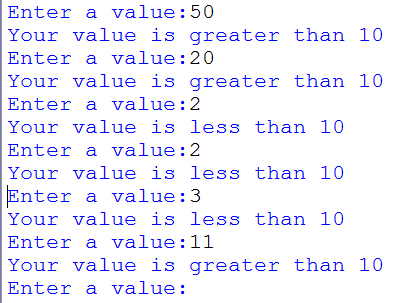 Enter a value:50
Your value is greater than 10
Enter a value:20
Your value is greater than 10
Enter a value:2
Your value is less than 10
Enter a value:2
Your value is less than 10
Enter a value:3
Your value is less than 10
Enter a value:11
Your value is greater than 10
Enter a value: